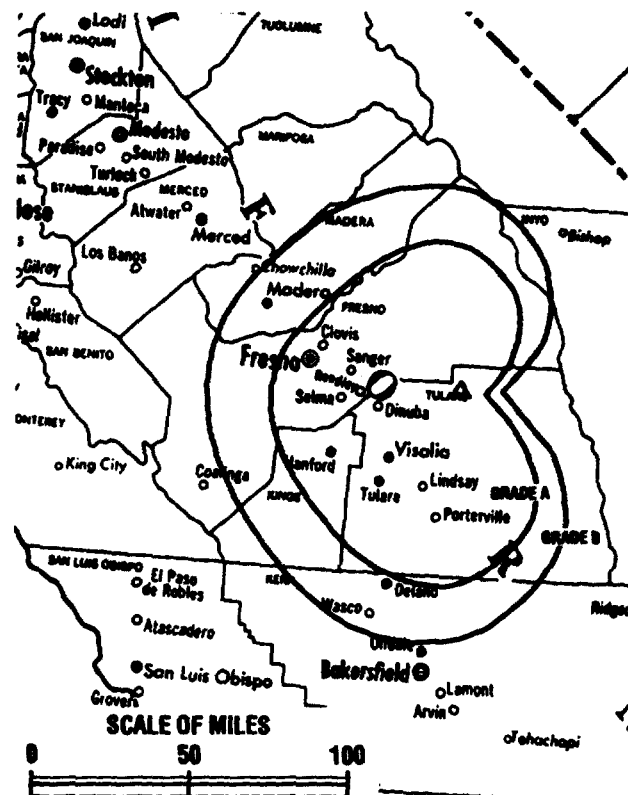 Lodi
SAN JOAQUIN
TUOLUMNE
Stockton
Tracy
Manteca
Modesto
Paradise
South Modesto
MARIPOSA
Turlock
STANISLAUS
MERCED
Atwater
Merced
MADERA
INYO
Bishop
Los Banos
Gilroy
Chowchilla
Madera
Hollister
FRESNO
Clovis
SAN BENITO
Fresno
Sanger
Reedley
Selma
Dinuba
TULARE
King City
Coalinga
Hanford
Visalia
KINGS
Tulare
Lindsay
GRADE A
Porterville
GRADE B
SAN LUIS OBISPO
El Paso
de Robles
KERN
Delano
Wasco
Atascadero
Oildale
San Luis Obispo
Bakersfield
Grover
Lamont
Arvin
SCALE OF MILES
Tehachapi
0 50 100